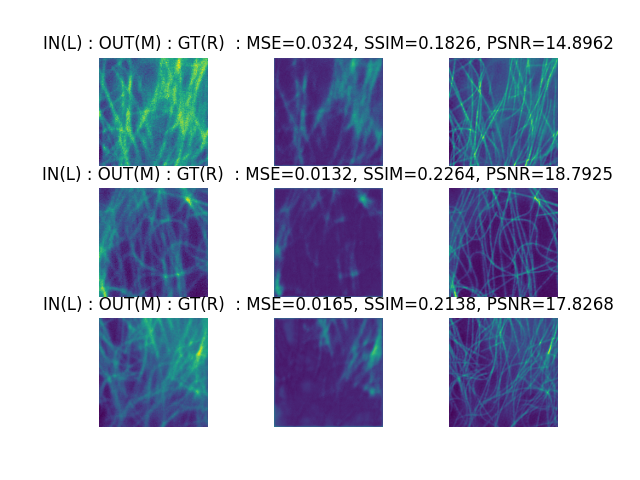 IN(L) : OUT(M) : GT(R)  : MSE=0.0324, SSIM=0.1826, PSNR=14.8962
IN(L) : OUT(M) : GT(R)  : MSE=0.0132, SSIM=0.2264, PSNR=18.7925
IN(L) : OUT(M) : GT(R)  : MSE=0.0165, SSIM=0.2138, PSNR=17.8268